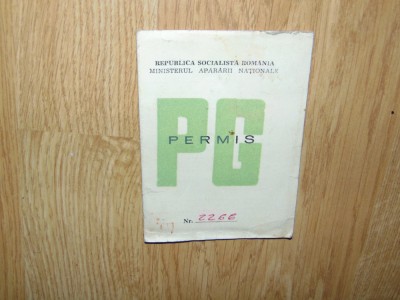 REPUBLICA SOCIALISTĂ ROMÂNIA
MINISTERUL APĂRĂRII NAȚIONALE
PG
PERMIS
Nr. 2266